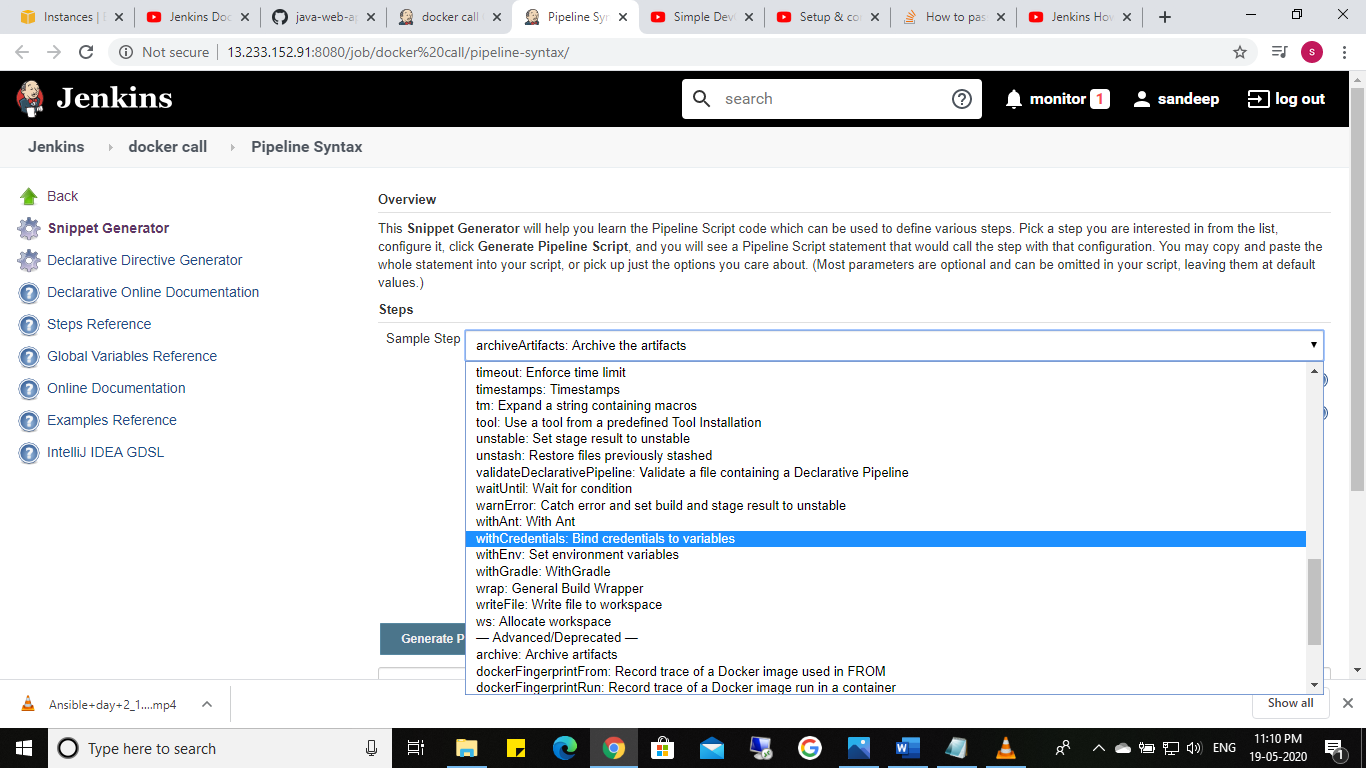 Instances | E
Jenkins Doc
java-web-ap
docker call
Pipeline Syn
Simple Dev
Setup & co
How to pas
Jenkins How
Not secure
13.233.152.91:8080/job/docker%20call/pipeline-syntax/
s
Jenkins
search
monitor 1
sandeep
log out
Jenkins
docker call
Pipeline Syntax
Back
Snippet Generator
Declarative Directive Generator
Declarative Online Documentation
Steps Reference
Global Variables Reference
Online Documentation
Examples Reference
IntelliJ IDEA GDSL
Overview
This Snippet Generator will help you learn the Pipeline Script code which can be used to define various steps. Pick a step you are interested in from the list,
configure it, click Generate Pipeline Script, and you will see a Pipeline Script statement that would call the step with that configuration. You may copy and paste the
whole statement into your script, or pick up just the options you care about. (Most parameters are optional and can be omitted in your script, leaving them at default
values.)
Steps
Sample Step
archiveArtifacts: Archive the artifacts
timeout: Enforce time limit
timestamps: Timestamps
tm: Expand a string containing macros
tool: Use a tool from a predefined Tool Installation
unstable: Set stage result to unstable
unstash: Restore files previously stashed
validateDeclarativePipeline: Validate a file containing a Declarative Pipeline
waitUntil: Wait for condition
warnError: Catch error and set build and stage result to unstable
withAnt: With Ant
withCredentials: Bind credentials to variables
withEnv: Set environment variables
withGradle: WithGradle
wrap: General Build Wrapper
writeFile: Write file to workspace
ws: Allocate workspace
— Advanced/Deprecated —
archive: Archive artifacts
dockerFingerprintFrom: Record trace of a Docker image used in FROM
dockerFingerprintRun: Record trace of a Docker image run in a container
Generate P
Ansible+day+2_1....mp4
Show all
Type here to search
ENG
11:10 PM
19-05-2020
1